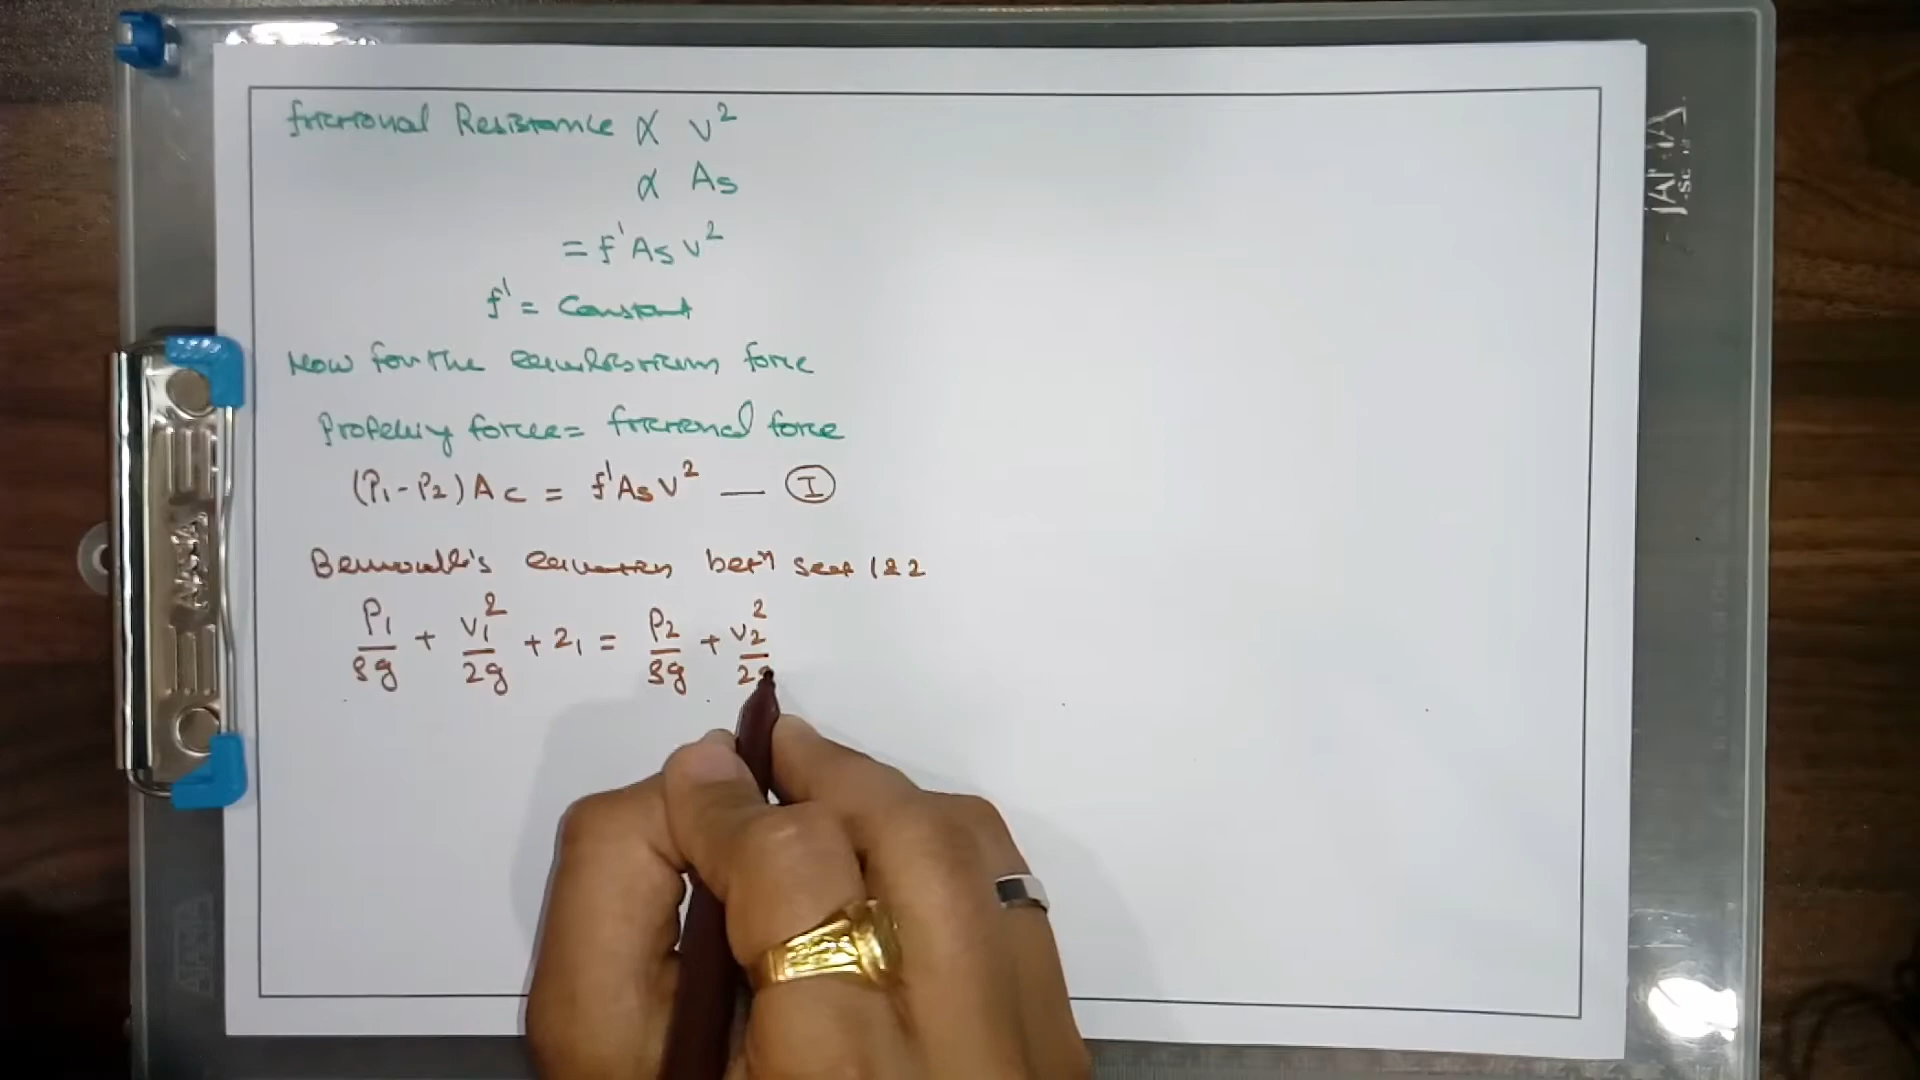 frictional Resistance ∝ v²
∝ As
= f'As v²
f' = Constant
Now for the equilibrium force
Propelling force = frictional force
(P₁-P₂) Ac = f'As v² — Ⓘ
Bernoulli's equation betⁿ sect 1 & 2
P₁/ρg + v₁²/2g + z₁ = P₂/ρg + v₂²/2g